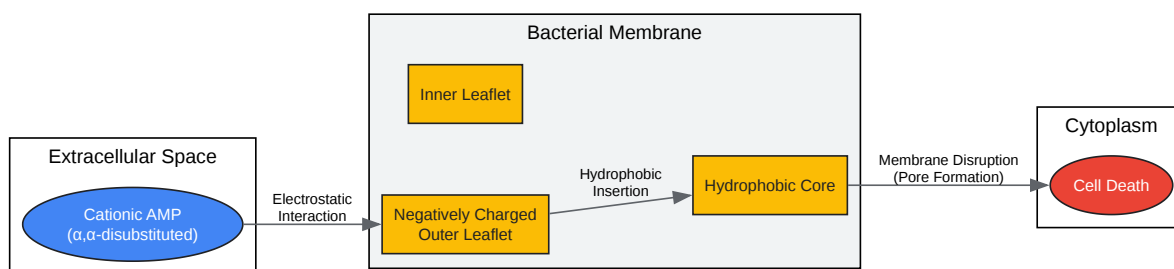 Bacterial Membrane
Inner Leaflet
Extracellular Space
Cationic AMP
(α,α-disubstituted)
Electrostatic
Interaction
Negatively Charged
Outer Leaflet
Hydrophobic
Insertion
Hydrophobic Core
Membrane Disruption
(Pore Formation)
Cytoplasm
Cell Death